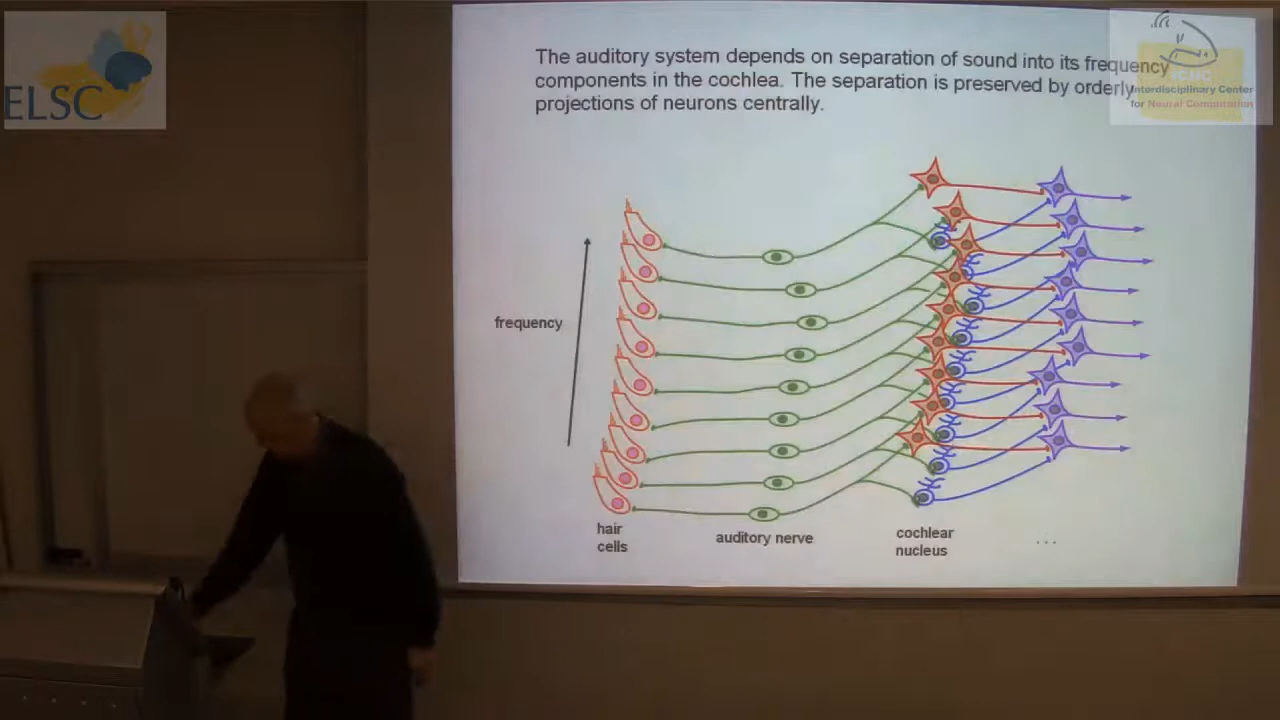 ELSC
The auditory system depends on separation of sound into its frequency
components in the cochlea. The separation is preserved by orderly
projections of neurons centrally.
Interdisciplinary Center
for Neural Computation
frequency
hair
cells
auditory nerve
cochlear
nucleus
...